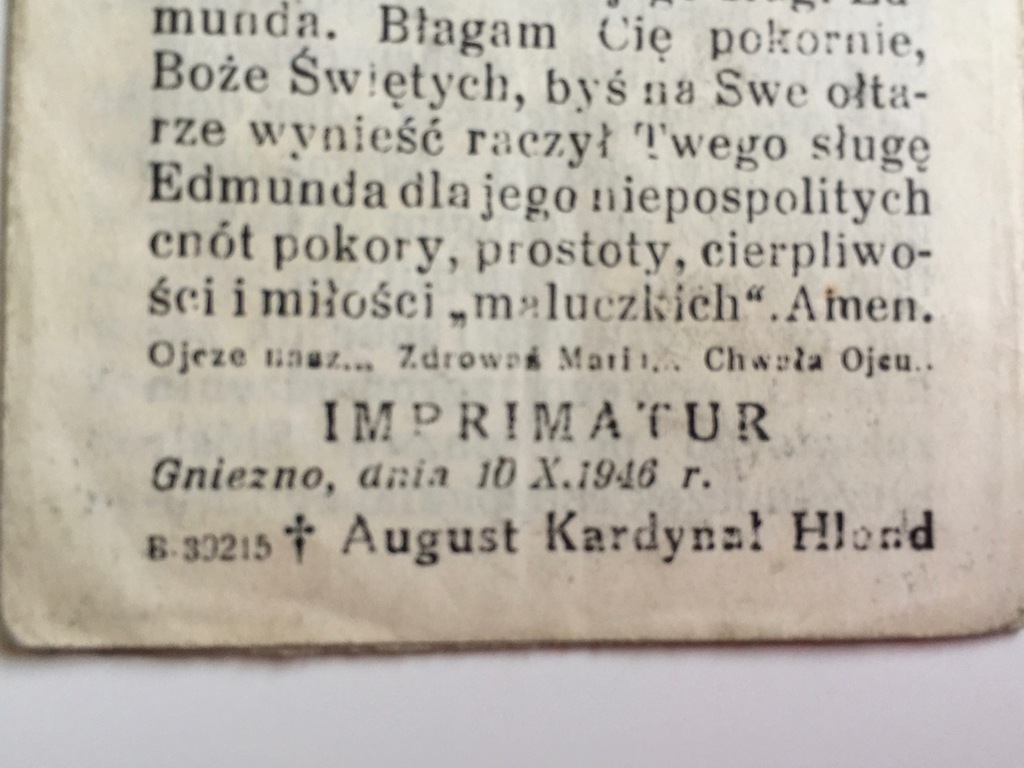 munda. Błagam Cię pokornie,
Boże Świętych, byś na Swe ołta-
rze wynieść raczył Twego sługę
Edmunda dla jego niepospolitych
cnót pokory, prostoty, cierpliwo-
ści i miłości „maluczkich“. Amen.
Ojcze nasz... Zdrowaś Mario... Chwała Ojcu..
IMPRIMATUR
Gniezno, dnia 10 X.1946 r.
B-39215 † August Kardynał Hlond